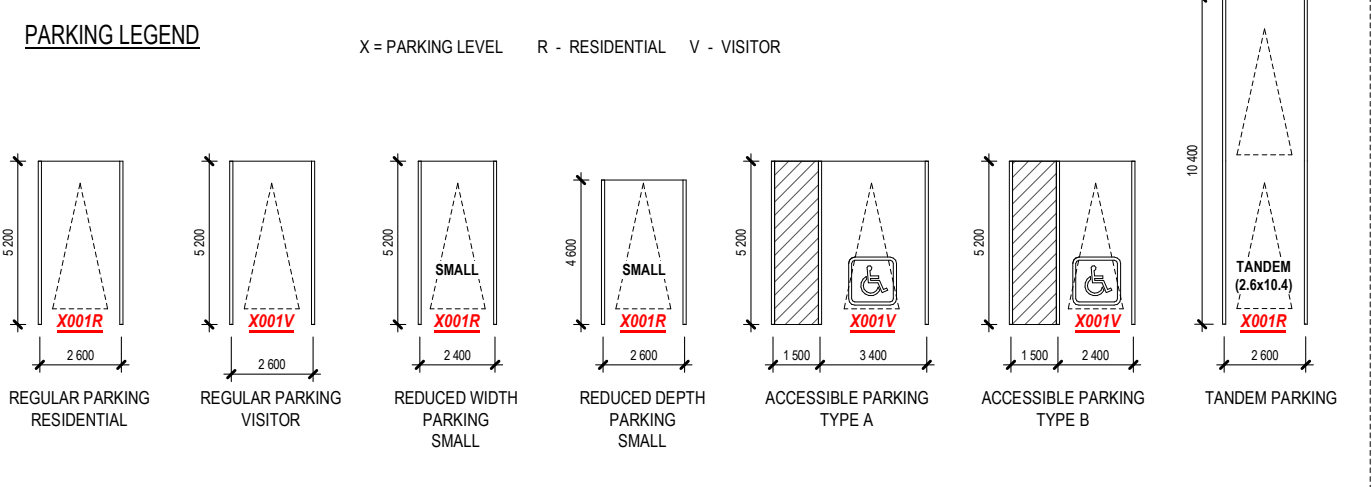 PARKING LEGEND
X = PARKING LEVEL R - RESIDENTIAL V - VISITOR
5 200
X001R
2 600
REGULAR PARKING
RESIDENTIAL
5 200
X001V
2 600
REGULAR PARKING
VISITOR
5 200
SMALL
X001R
2 400
REDUCED WIDTH
PARKING
SMALL
4 600
SMALL
X001R
2 600
REDUCED DEPTH
PARKING
SMALL
5 200
X001V
1 500
3 400
ACCESSIBLE PARKING
TYPE A
5 200
X001V
1 500
2 400
ACCESSIBLE PARKING
TYPE B
10 400
TANDEM
(2.6x10.4)
X001R
2 600
TANDEM PARKING